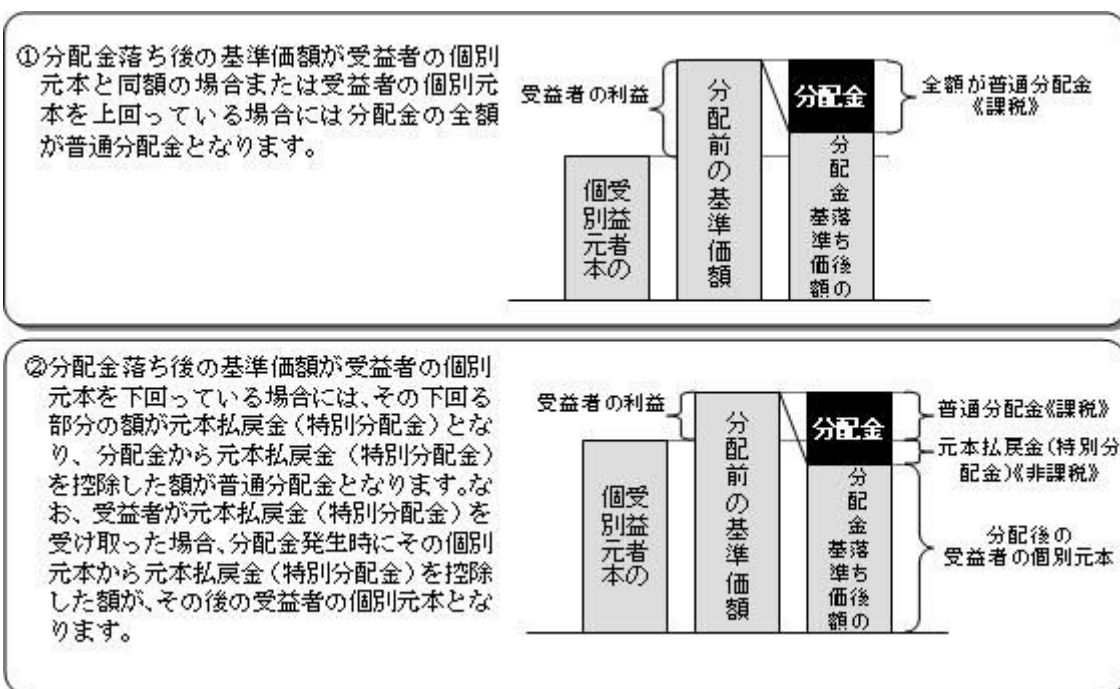 ①分配金落ち後の基準価額が受益者の個別
元本と同額の場合または受益者の個別元
本を上回っている場合には分配金の全額
が普通分配金となります。
受益者の利益
受益者の
個別元本
分配前の基準価額
分配金
分配金落ち後の
基準価額
全額が普通分配金
《課税》
②分配金落ち後の基準価額が受益者の個別
元本を下回っている場合には、その下回る
部分の額が元本払戻金（特別分配金）とな
り、分配金から元本払戻金（特別分配金）
を控除した額が普通分配金となります。な
お、受益者が元本払戻金（特別分配金）を
受け取った場合、分配金発生時にその個別
元本から元本払戻金（特別分配金）を控除
した額が、その後の受益者の個別元本とな
ります。
受益者の利益
受益者の
個別元本
分配前の基準価額
分配金
分配金落ち後の
基準価額
普通分配金《課税》
元本払戻金(特別分
配金)《非課税》
分配後の
受益者の個別元本